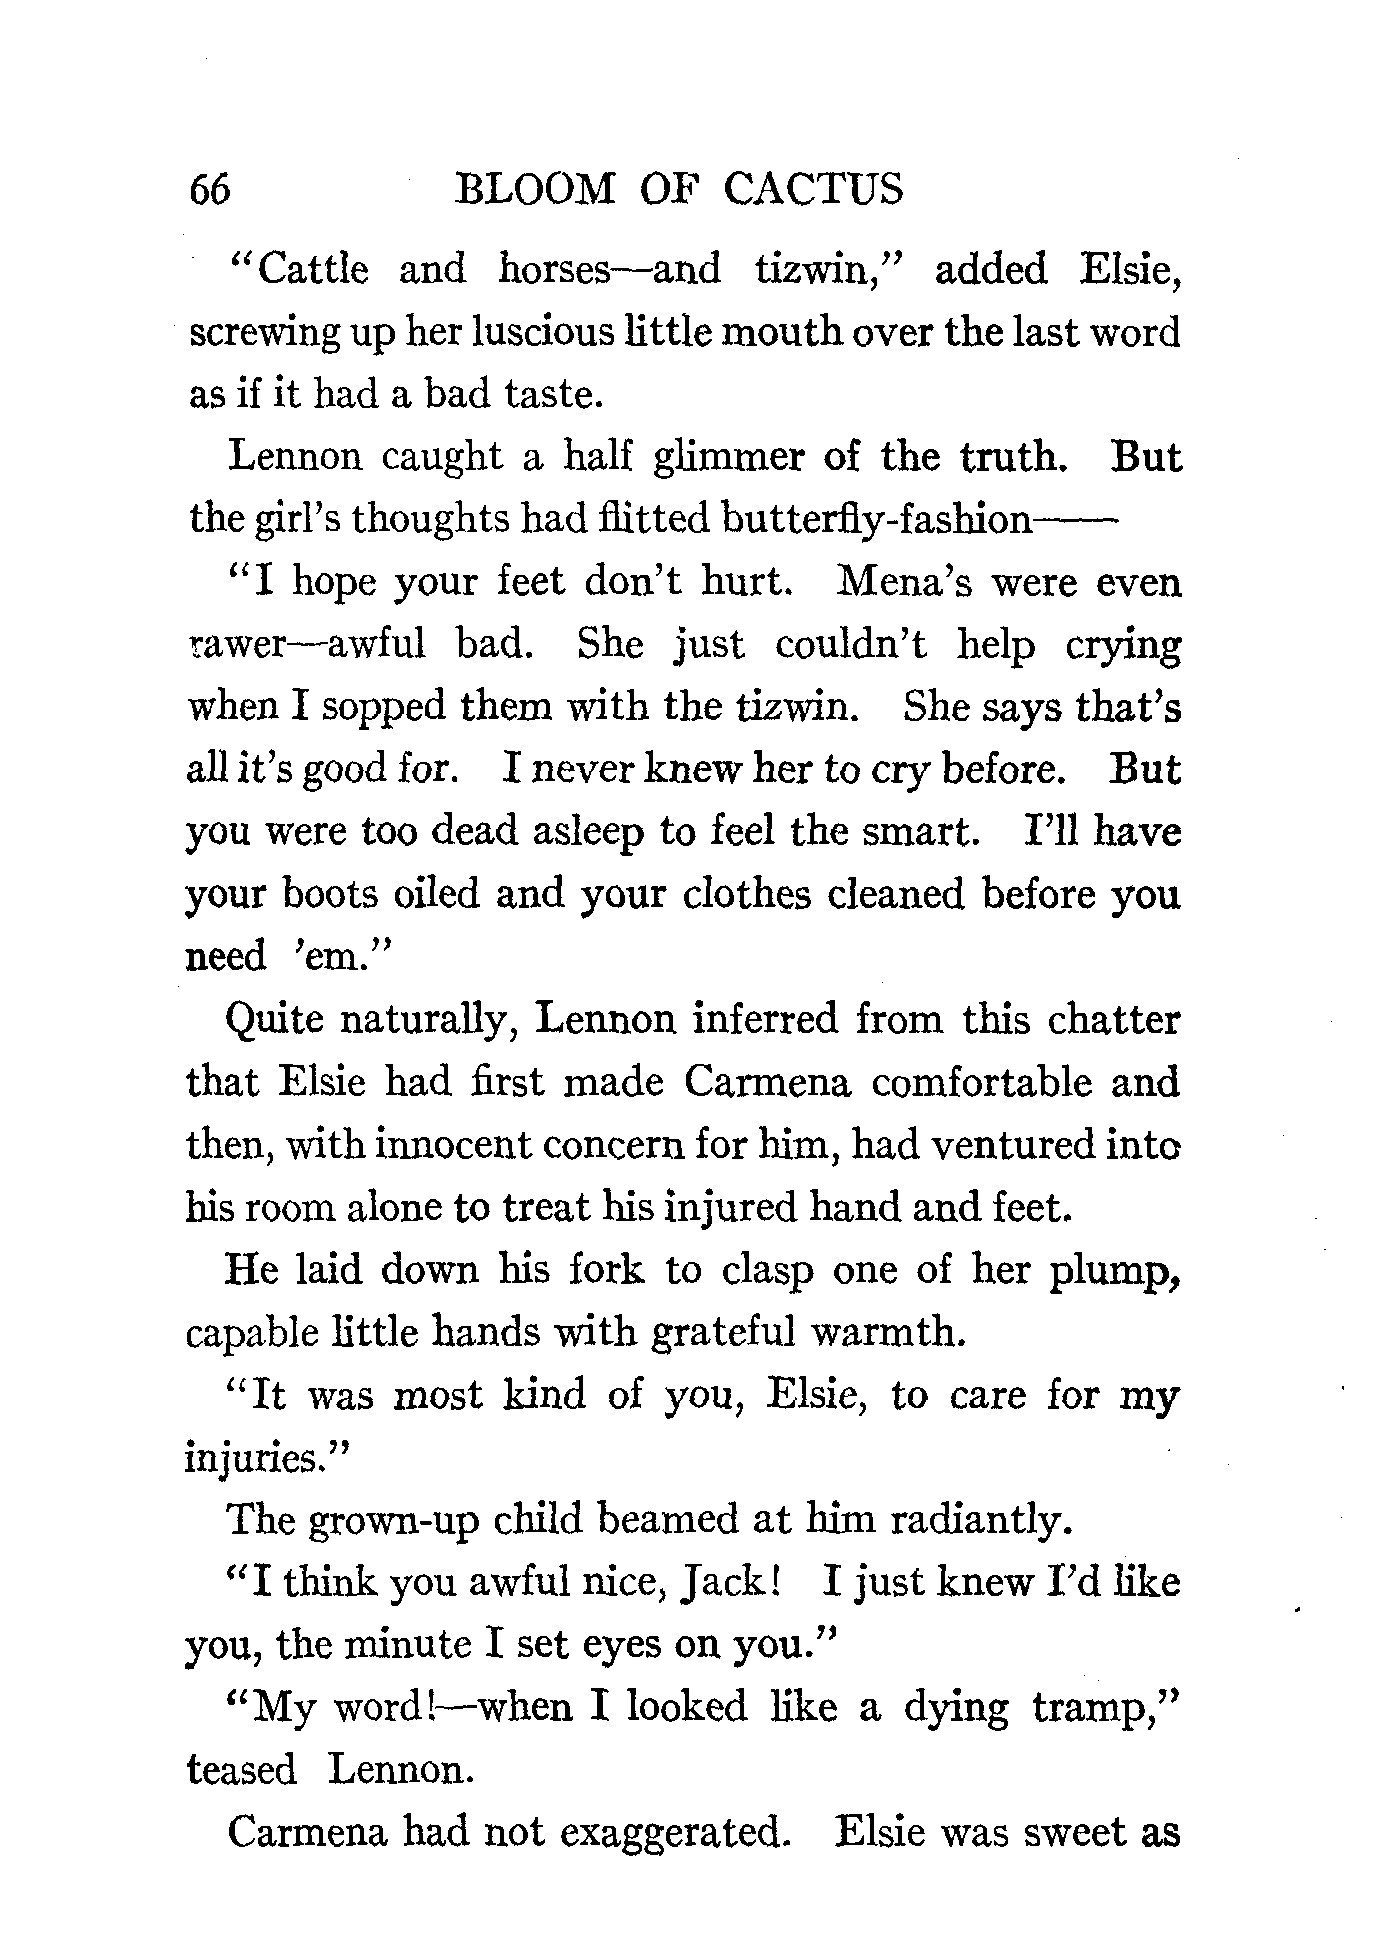 66 BLOOM OF CACTUS
“Cattle and horses—and tizwin,” added Elsie,
screwing up her luscious little mouth over the last word
as if it had a bad taste.
Lennon caught a half glimmer of the truth. But
the girl’s thoughts had flitted butterfly-fashion——
“I hope your feet don’t hurt. Mena’s were even
rawer—awful bad. She just couldn’t help crying
when I sopped them with the tizwin. She says that’s
all it’s good for. I never knew her to cry before. But
you were too dead asleep to feel the smart. I’ll have
your boots oiled and your clothes cleaned before you
need ’em.”
Quite naturally, Lennon inferred from this chatter
that Elsie had first made Carmena comfortable and
then, with innocent concern for him, had ventured into
his room alone to treat his injured hand and feet.
He laid down his fork to clasp one of her plump,
capable little hands with grateful warmth.
“It was most kind of you, Elsie, to care for my
injuries.”
The grown-up child beamed at him radiantly.
“I think you awful nice, Jack! I just knew I’d like
you, the minute I set eyes on you.”
“My word!—when I looked like a dying tramp,”
teased Lennon.
Carmena had not exaggerated. Elsie was sweet as